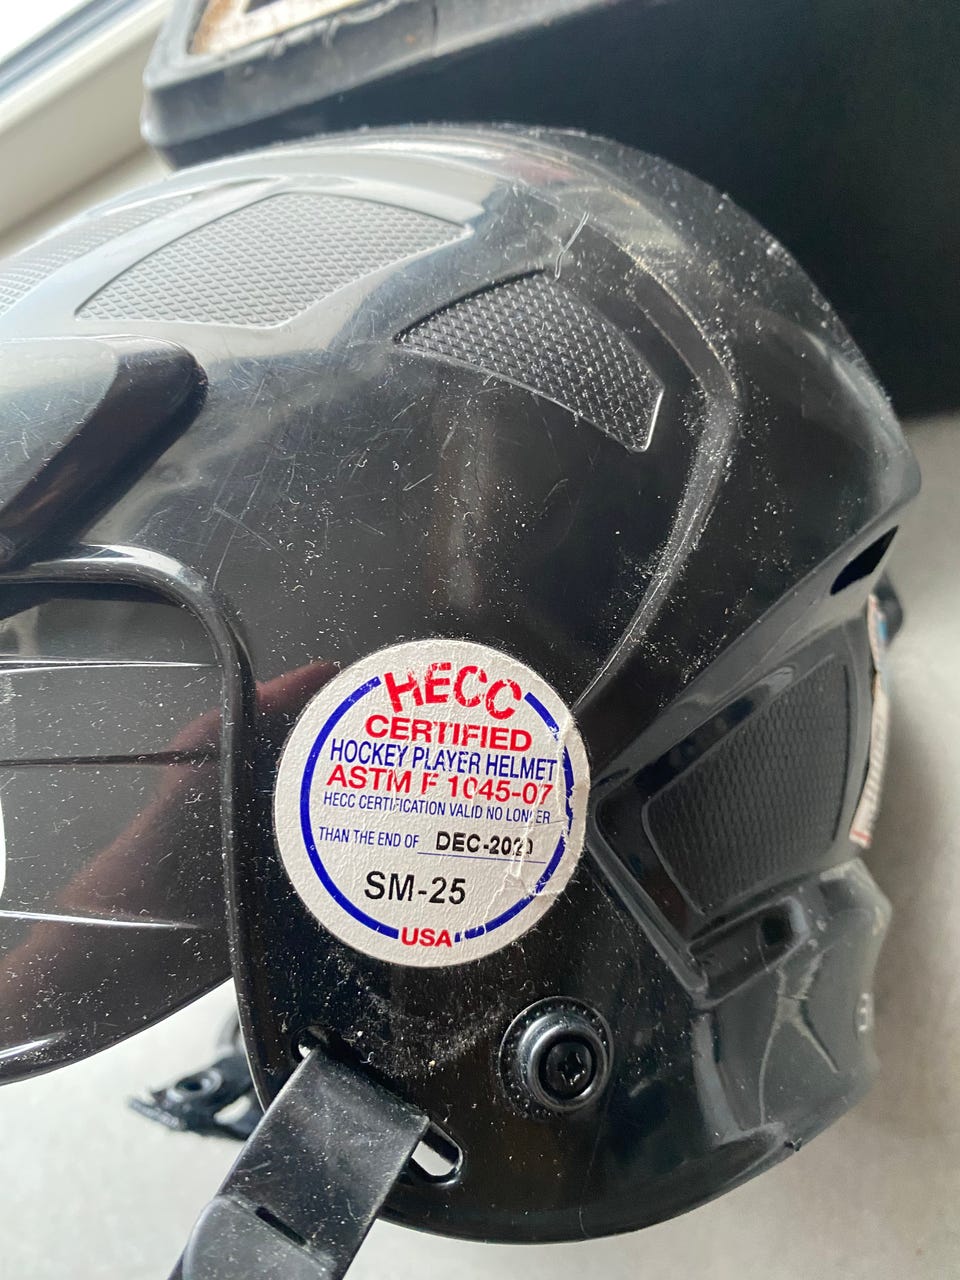 HECC
CERTIFIED
HOCKEY PLAYER HELMET
ASTM F 1045-07
HECC CERTIFICATION VALID NO LONGER
THAN THE END OF DEC-2020
SM-25
USA